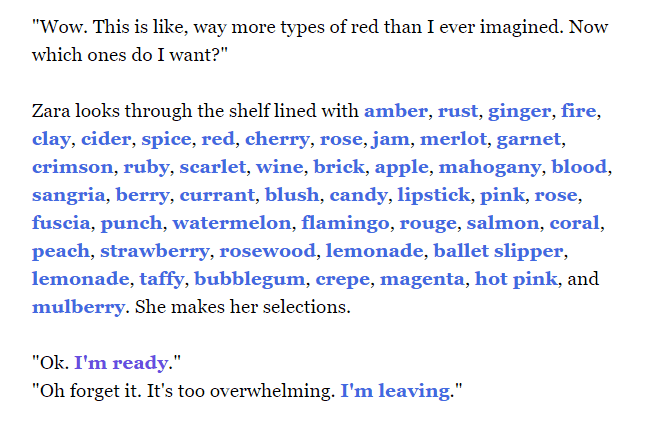 "Wow. This is like, way more types of red than I ever imagined. Now
which ones do I want?"
Zara looks through the shelf lined with amber, rust, ginger, fire,
clay, cider, spice, red, cherry, rose, jam, merlot, garnet,
crimson, ruby, scarlet, wine, brick, apple, mahogany, blood,
sangria, berry, currant, blush, candy, lipstick, pink, rose,
fuscia, punch, watermelon, flamingo, rouge, salmon, coral,
peach, strawberry, rosewood, lemonade, ballet slipper,
lemonade, taffy, bubblegum, crepe, magenta, hot pink, and
mulberry. She makes her selections.
"Ok. I'm ready."
"Oh forget it. It's too overwhelming. I'm leaving."